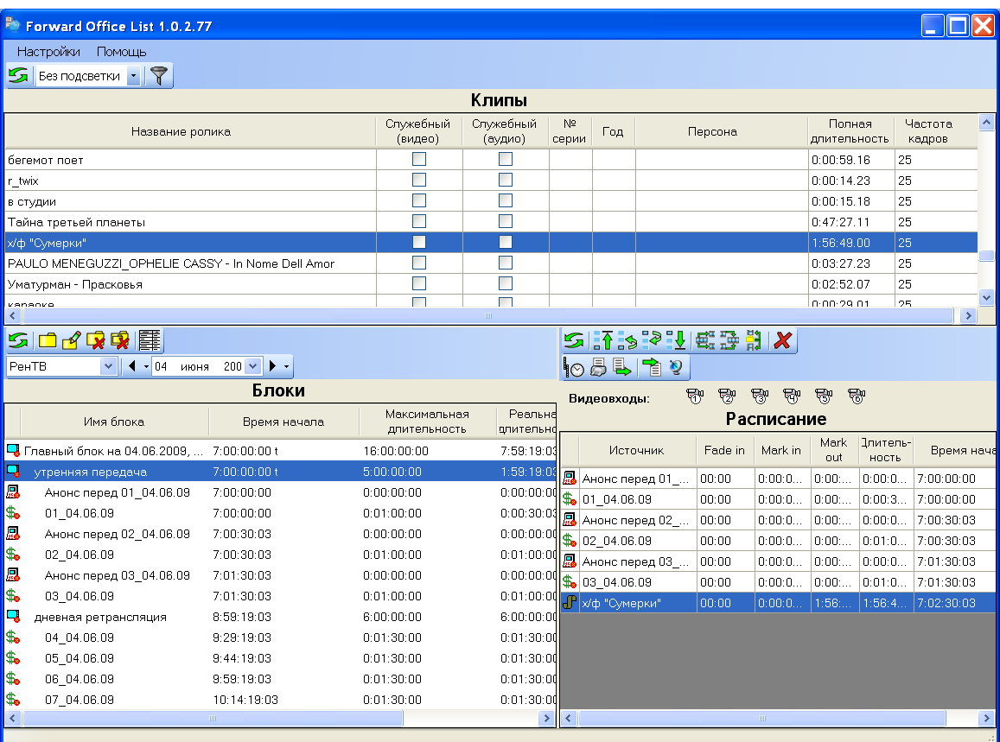 Forward Office List 1.0.2.77
Настройки Помощь
Без подсветки
Клипы
Название ролика Служебный (видео) Служебный (аудио) № серии Год Персона Полная длительность Частота кадров
бегемот поет 0:00:59.16 25
r_twix 0:00:14.23 25
в студии 0:00:15.18 25
Тайна третьей планеты 0:47:27.11 25
х/ф "Сумерки" 1:56:49.00 25
PAULO MENEGUZZI_OPHELIE CASSY - In Nome Dell Amor 0:03:27.23 25
Уматурман - Прасковья 0:02:52.07 25
караоке 0:00:29.01 25
РенТВ 04 июня 200
Блоки
Имя блока Время начала Максимальная длительность Реальна длительно
Главный блок на 04.06.2009, ... 7:00:00:00 t 16:00:00:00 7:59:19:03
утренняя передача 7:00:00:00 t 5:00:00:00 1:59:19:03
Анонс перед 01_04.06.09 7:00:00:00 0:00:00:00 0:00:00:00
01_04.06.09 7:00:00:00 0:01:00:00 0:00:30:03
Анонс перед 02_04.06.09 7:00:30:03 0:00:00:00 0:00:00:00
02_04.06.09 7:00:30:03 0:01:00:00 0:01:00:00
Анонс перед 03_04.06.09 7:01:30:03 0:00:00:00 0:00:00:00
03_04.06.09 7:01:30:03 0:01:00:00 0:01:00:00
дневная ретрансляция 8:59:19:03 6:00:00:00 6:00:00:00
04_04.06.09 9:29:19:03 0:01:30:00 0:01:30:00
05_04.06.09 9:44:19:03 0:01:30:00 0:01:30:00
06_04.06.09 9:59:19:03 0:01:30:00 0:01:30:00
07_04.06.09 10:14:19:03 0:01:30:00 0:01:30:00
Видеовходы: 1 2 3 4 5 6
Расписание
Источник Fade in Mark in Mark out Длитель-ность Время нача
Анонс перед 01_... 00:00 0:00:0... 0:00:... 0:00:0... 7:00:00:00
01_04.06.09 00:00 0:00:0... 0:00:... 0:00:3... 7:00:00:00
Анонс перед 02_... 00:00 0:00:0... 0:00:... 0:00:0... 7:00:30:03
02_04.06.09 00:00 0:00:0... 0:00:... 0:01:0... 7:00:30:03
Анонс перед 03_... 00:00 0:00:0... 0:00:... 0:00:0... 7:01:30:03
03_04.06.09 00:00 0:00:0... 0:00:... 0:01:0... 7:01:30:03
х/ф "Сумерки" 00:00 0:00:0... 1:56:... 1:56:4... 7:02:30:03